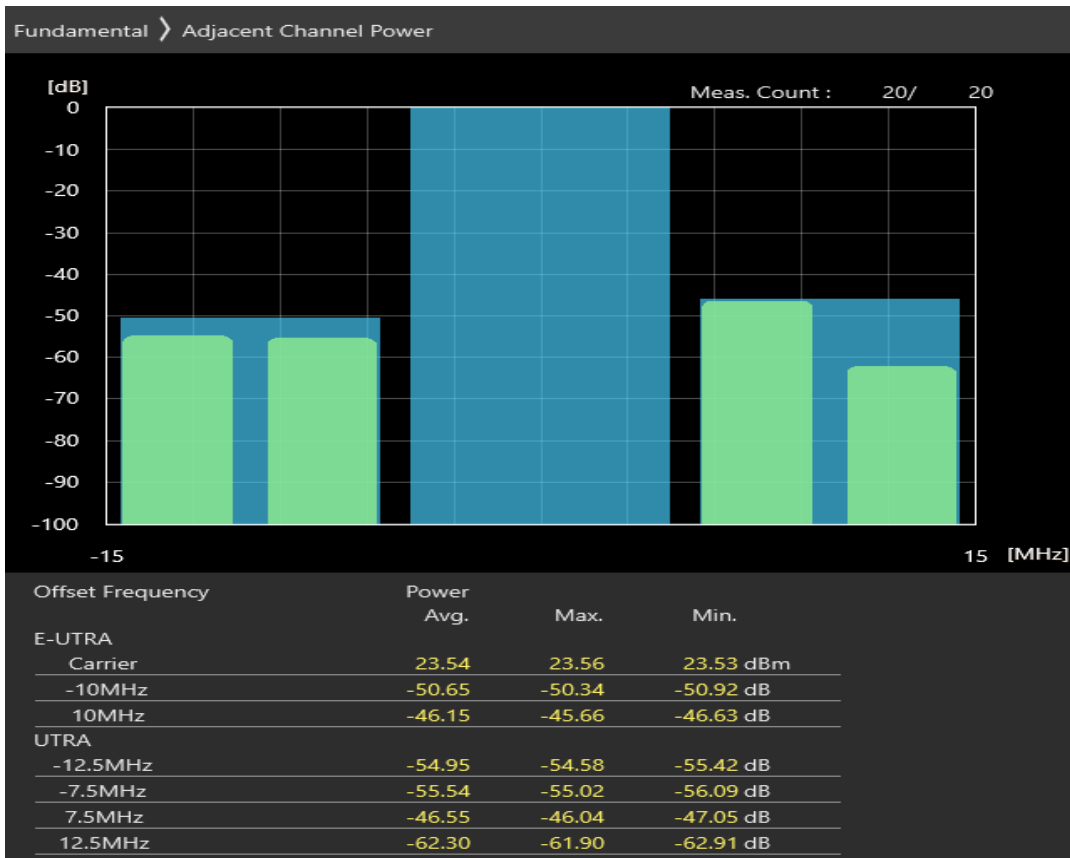 Fundamental 〉 Adjacent Channel Power
[dB]
Meas. Count : 20/ 20
0
-10
-20
-30
-40
-50
-60
-70
-80
-90
-100
-15 15 [MHz]
Offset Frequency Power
Avg. Max. Min.
E-UTRA
Carrier 23.54 23.56 23.53 dBm
-10MHz -50.65 -50.34 -50.92 dB
10MHz -46.15 -45.66 -46.63 dB
UTRA
-12.5MHz -54.95 -54.58 -55.42 dB
-7.5MHz -55.54 -55.02 -56.09 dB
7.5MHz -46.55 -46.04 -47.05 dB
12.5MHz -62.30 -61.90 -62.91 dB